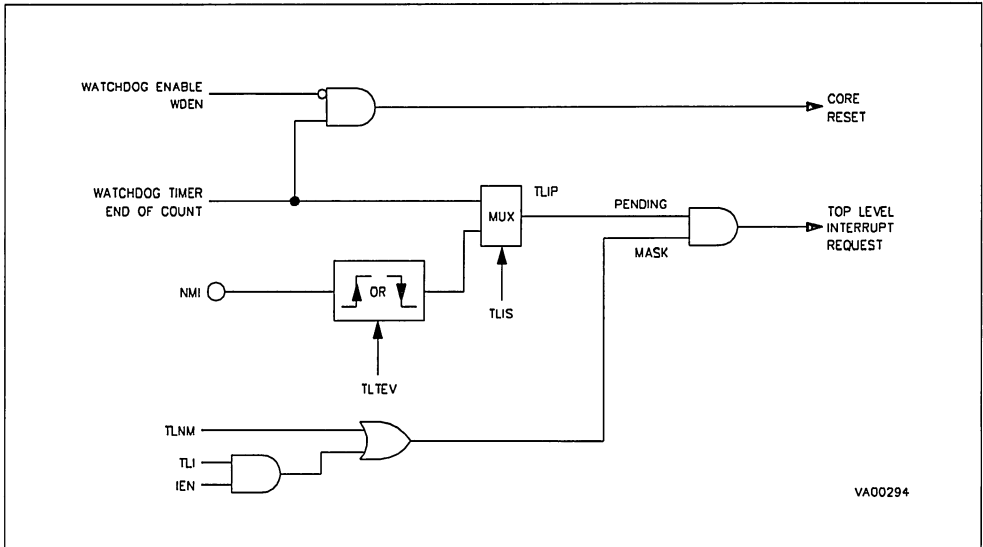 WATCHDOG ENABLE
WDEN
CORE
RESET
WATCHDOG TIMER
END OF COUNT
TLIP
MUX
PENDING
MASK
TOP LEVEL
INTERRUPT
REQUEST
NMI
OR
TLIS
TLTEV
TLNM
TLI
IEN
VA00294